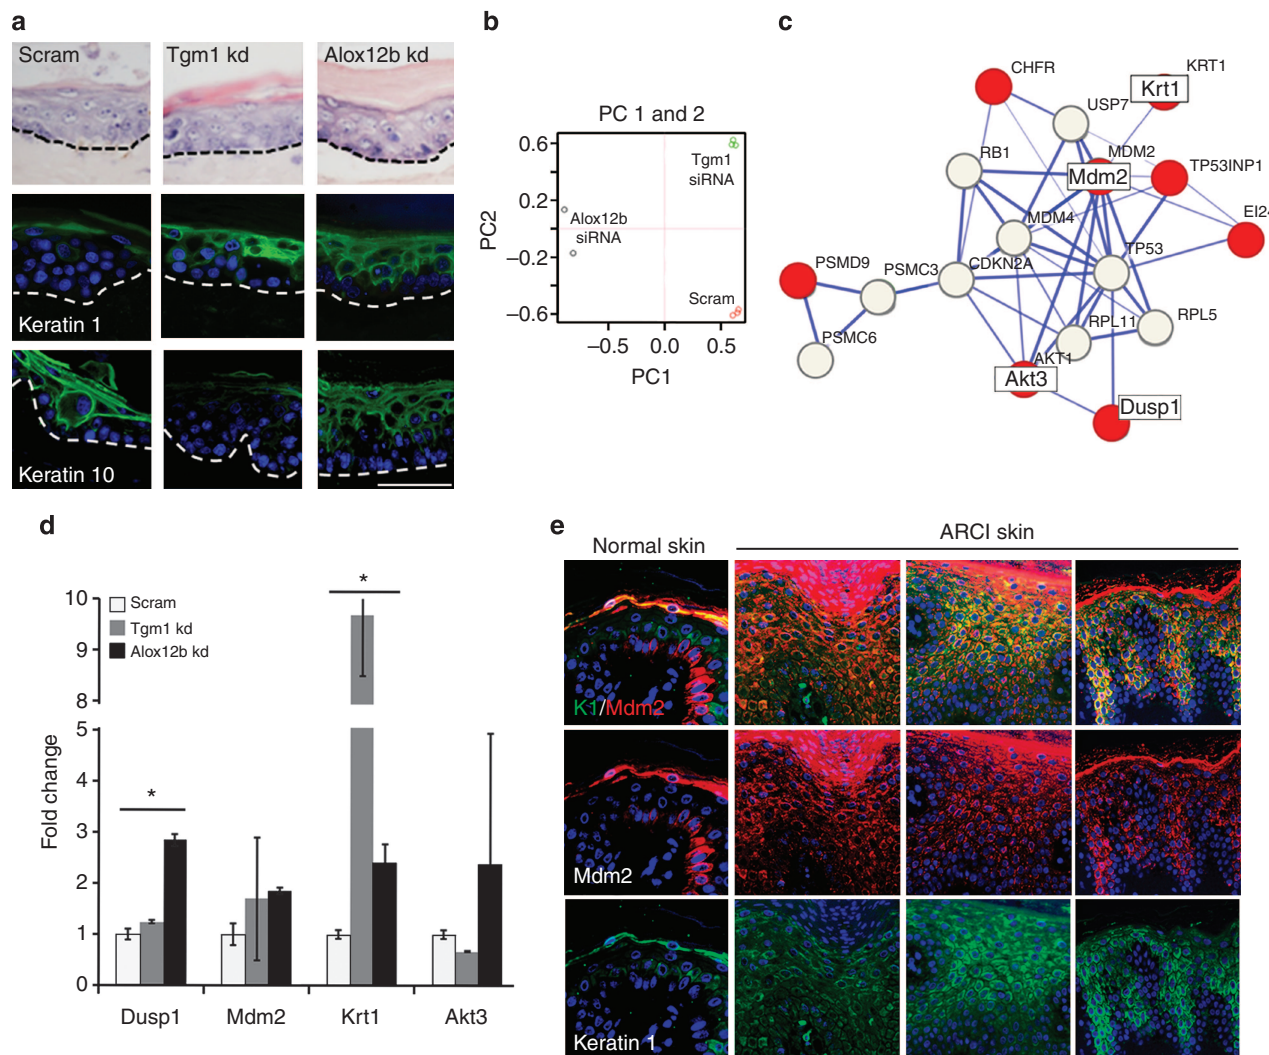 a
Scram
Tgm1 kd
Alox12b kd
Keratin 1
Keratin 10
b
PC 1 and 2
0.6
0.2
–0.2
–0.6
PC2
Tgm1
siRNA
Alox12b
siRNA
Scram
–0.5
0.0
0.5
PC1
c
CHFR
KRT1
Krt1
USP7
RB1
MDM2
Mdm2
TP53INP1
MDM4
EI24
TP53
PSMD9
PSMC3
CDKN2A
PSMC6
RPL11
RPL5
AKT1
Akt3
Dusp1
d
Fold change
10
9
8
5
4
3
2
1
0
Scram
Tgm1 kd
Alox12b kd
*
*
Dusp1
Mdm2
Krt1
Akt3
e
Normal skin
ARCI skin
K1/Mdm2
Mdm2
Keratin 1